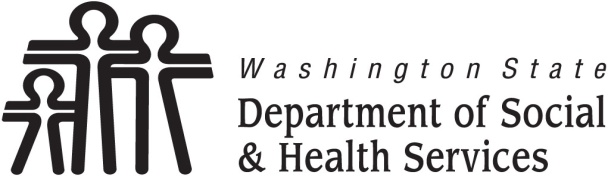 Washington State
Department of Social
& Health Services